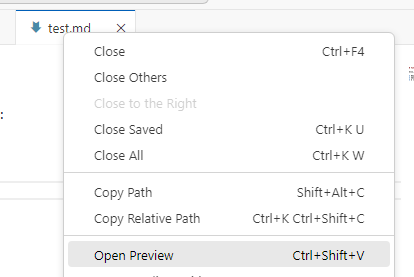 test.md
Close Ctrl+F4
Close Others
Close to the Right
Close Saved Ctrl+K U
Close All Ctrl+K W
Copy Path Shift+Alt+C
Copy Relative Path Ctrl+K Ctrl+Shift+C
Open Preview Ctrl+Shift+V